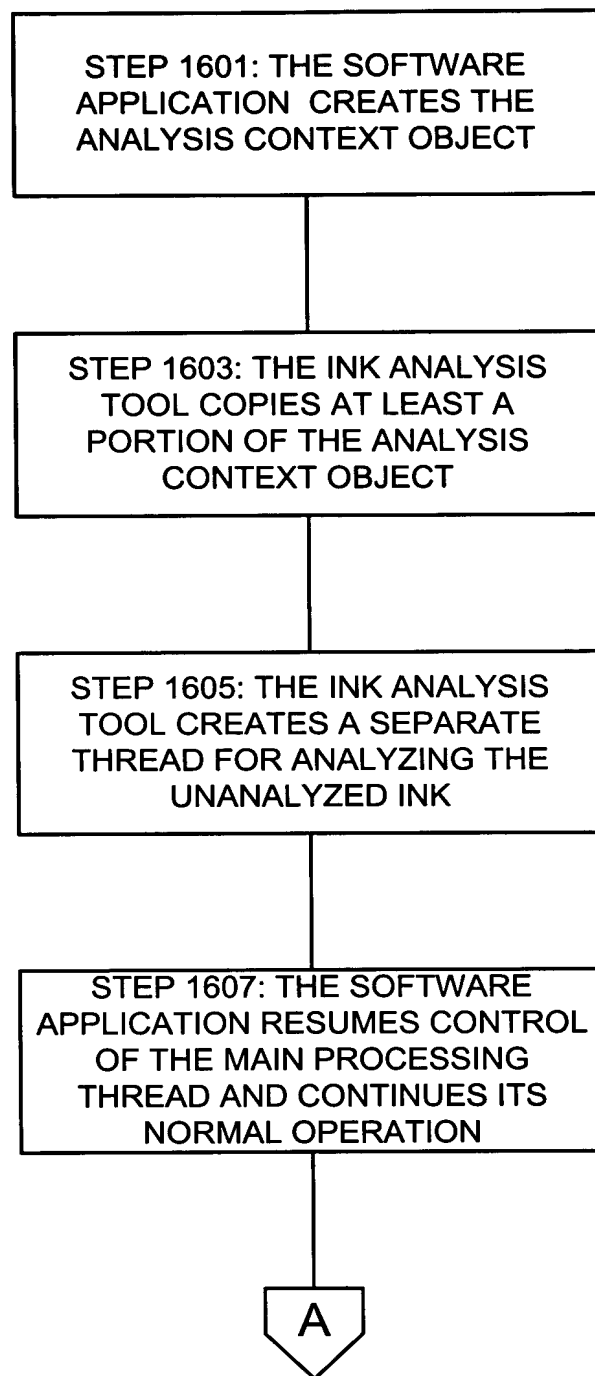 STEP 1601: THE SOFTWARE
APPLICATION CREATES THE
ANALYSIS CONTEXT OBJECT
STEP 1603: THE INK ANALYSIS
TOOL COPIES AT LEAST A
PORTION OF THE ANALYSIS
CONTEXT OBJECT
STEP 1605: THE INK ANALYSIS
TOOL CREATES A SEPARATE
THREAD FOR ANALYZING THE
UNANALYZED INK
STEP 1607: THE SOFTWARE
APPLICATION RESUMES CONTROL
OF THE MAIN PROCESSING
THREAD AND CONTINUES ITS
NORMAL OPERATION
A